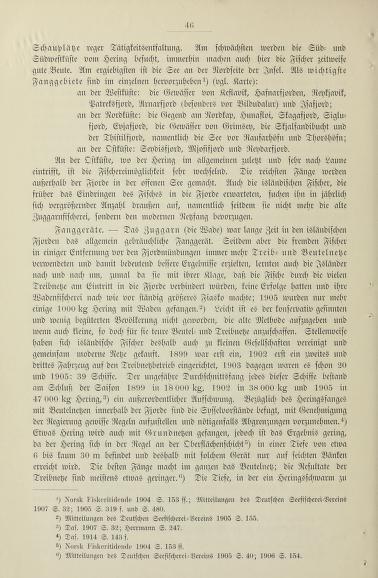 46
Schauplätze reger Tätigkeitsentfaltung. Am schwächsten werden die Süd- und
Südwestküste vom Hering besucht, immerhin machen auch hier die Fischer zeitweise
gute Beute. Am ergiebigsten ist die See an der Nordseite der Insel. Als wichtigste
Fanggebiete sind im einzelnen hervorzuheben¹) (vgl. Karte):
an der Westküste: die Gewässer von Keflavik, Hafnarfjorden, Reykjavik,
Patreksfjord, Arnarfjord (besonders vor Bildudalur) und Isafjord;
an der Nordküste: die Gegend am Nordkap, Hunafloi, Skagafjord, Siglu-
fjord, Eyjafjord, die Gewässer von Grimsey, die Skjalfandibucht und
der Thistilfjord, namentlich die See vor Raufarhöfn und Thorshöfn;
an der Ostküste: Seydisfjord, Mjofifjord und Reydarfjord.
An der Ostküste, wo der Hering im allgemeinen zuletzt und sehr nach Laune
eintrifft, ist die Fischereimöglichkeit sehr wechselnd. Die reichsten Fänge werden
außerhalb der Fjorde in der offenen See gemacht. Auch die isländischen Fischer, die
früher das Eindringen des Fisches in die Fjorde erwarteten, suchen ihn in jährlich
sich vergrößernder Anzahl draußen auf, namentlich seitdem sie nicht mehr die alte
Zuggarnfischerei, sondern den modernen Netzfang bevorzugen.
Fanggeräte. — Das Zuggarn (die Wade) war lange Zeit in den isländischen
Fjorden das allgemein gebräuchliche Fanggerät. Seitdem aber die fremden Fischer
in einiger Entfernung vor den Fjordmündungen immer mehr Treib- und Beutelnetze
verwendeten und damit bedeutend bessere Ergebnisse erzielten, lernten auch die Isländer
nach und nach um, zumal da sie mit ihrer Klage, daß die Fische durch die vielen
Treibnetze am Eintritt in die Fjorde verhindert würden, keine Erfolge hatten und ihre
Wadenfischerei nach wie vor ständig größeres Fiasko machte; 1905 wurden nur mehr
einige 1000 kg Hering mit Waden gefangen.²) Leicht ist es der konservativ gesinnten
und wenig begüterten Bevölkerung nicht geworden, die alte Methode aufzugeben und
wenn auch kleine, so doch für sie teure Beutel- und Treibnetze anzuschaffen. Stellenweise
haben sich isländische Fischer deshalb auch zu kleinen Gesellschaften vereinigt und
gemeinsam moderne Netze gekauft. 1899 war erst ein, 1902 erst ein zweites und
drittes Fahrzeug auf den Treibnetzbetrieb eingerichtet, 1903 dagegen waren es schon 30
und 1905: 39 Schiffe. Der ungefähre Durchschnittsfang jedes dieser Schiffe betrug
am Schluß der Saison 1899 in 18 000 kg, 1902 in 38 000 kg und 1905 in
47 000 kg Hering,³) ein außerordentlicher Aufschwung. Bezüglich des Heringsfanges
mit Beutelnetzen innerhalb der Fjorde sind die Sysselvorstände befugt, mit Genehmigung
der Regierung gewisse Regeln aufzustellen und nötigenfalls Abgrenzungen vorzunehmen.⁴)
Etwas Hering wird auch mit Grundnetzen gefangen, jedoch ist das Ergebnis gering,
da der Hering sich in der Regel an der Oberflächenschicht⁵) in einer Tiefe von etwa
6 bis kaum 30 m befindet und deshalb mit solchem Gerät nur auf seichten Bänken
erreicht wird. Die besten Fänge macht im ganzen das Beutelnetz; die Resultate der
Treibnetze sind meistens etwas geringer.⁶) Die Tiefe, in der ein Heringsschwarm zu
¹) Norsk Fiskeritidende 1904 S. 153 ff.; Mitteilungen des Deutschen Seefischerei-Vereins
1907 S. 32; 1905 S. 319 f. und S. 480.
²) Mitteilungen des Deutschen Seefischerei-Vereins 1905 S. 155.
³) Das. 1907 S. 32; Herrmann S. 247.
⁴) Das. 1914 S. 143 f.
⁵) Norsk Fiskeritidende 1904 S. 153 ff.
⁶) Mitteilungen des Deutschen Seefischerei-Vereins 1905 S. 40; 1906 S. 154.